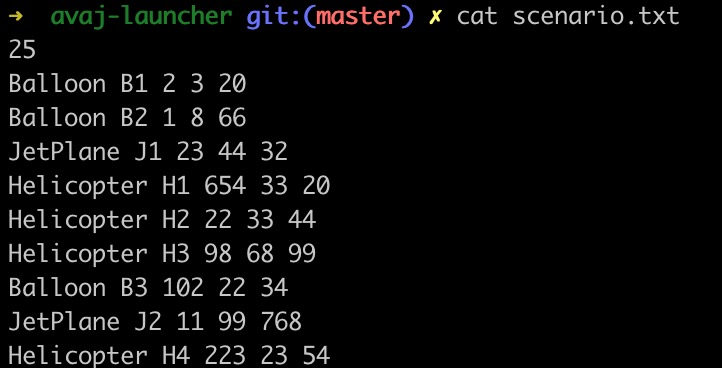 → avaj-launcher git:(master) ✗ cat scenario.txt
25
Balloon B1 2 3 20
Balloon B2 1 8 66
JetPlane J1 23 44 32
Helicopter H1 654 33 20
Helicopter H2 22 33 44
Helicopter H3 98 68 99
Balloon B3 102 22 34
JetPlane J2 11 99 768
Helicopter H4 223 23 54